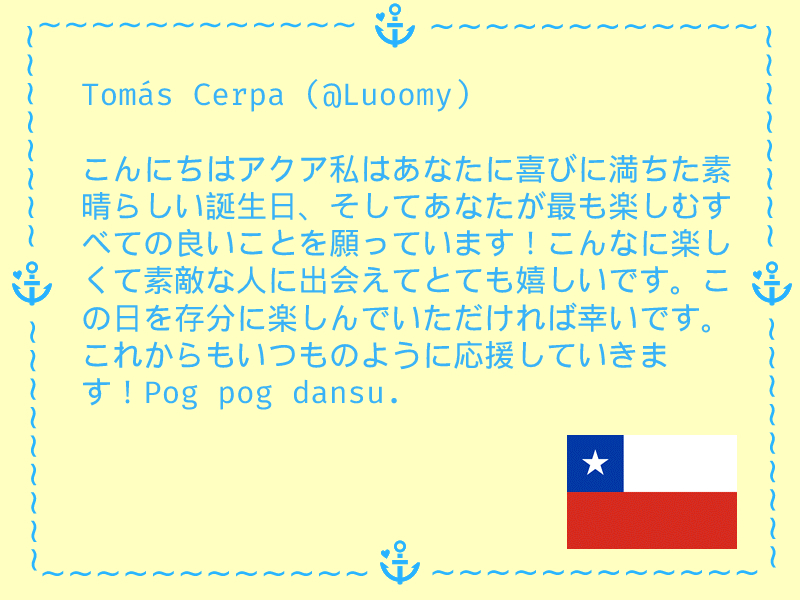 Tomás Cerpa (@Luoomy)
こんにちはアクア私はあなたに喜びに満ちた素
晴らしい誕生日、そしてあなたが最も楽しむす
べての良いことを願っています！こんなに楽し
くて素敵な人に出会えてとても嬉しいです。こ
の日を存分に楽しんでいただければ幸いです。
これからもいつものように応援していきま
す！Pog pog dansu.